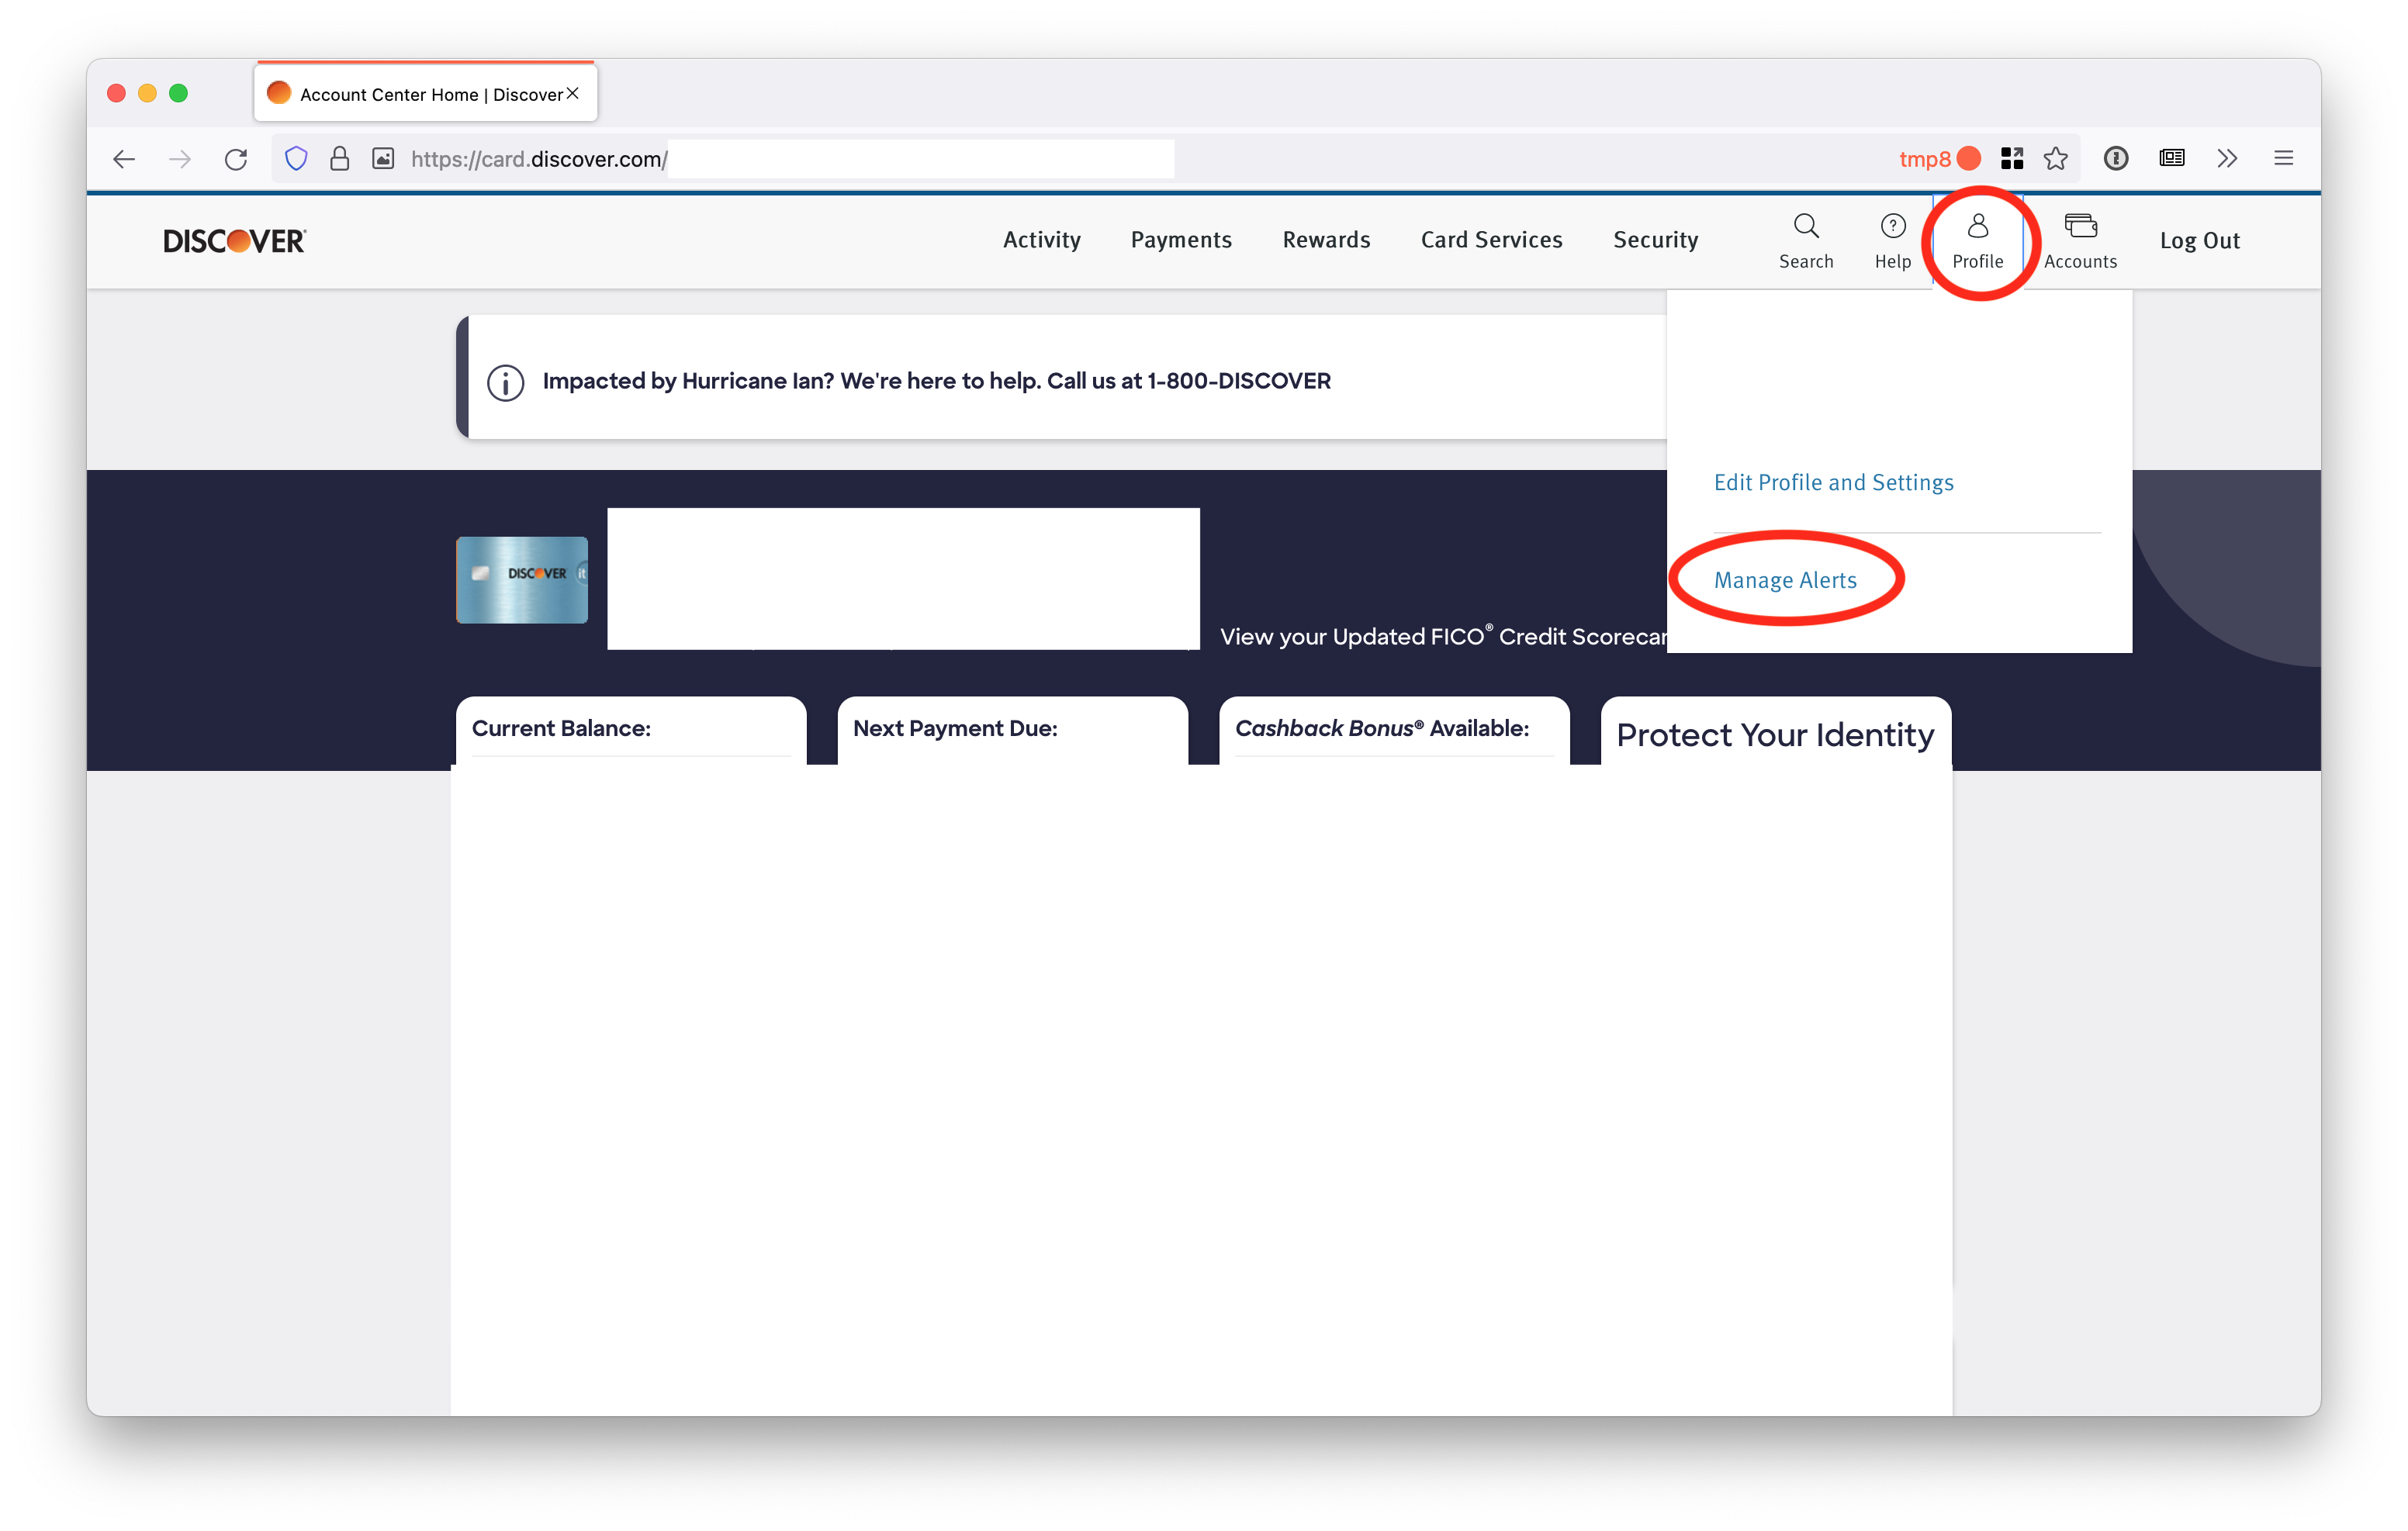 Account Center Home | Discover
https://card.discover.com/
tmp8
DISCOVER
Activity
Payments
Rewards
Card Services
Security
Search
Help
Profile
Accounts
Log Out
Impacted by Hurricane Ian? We're here to help. Call us at 1-800-DISCOVER
Edit Profile and Settings
Manage Alerts
DISCOVER it
View your Updated FICO® Credit Scorecar
Current Balance:
Next Payment Due:
Cashback Bonus® Available:
Protect Your Identity